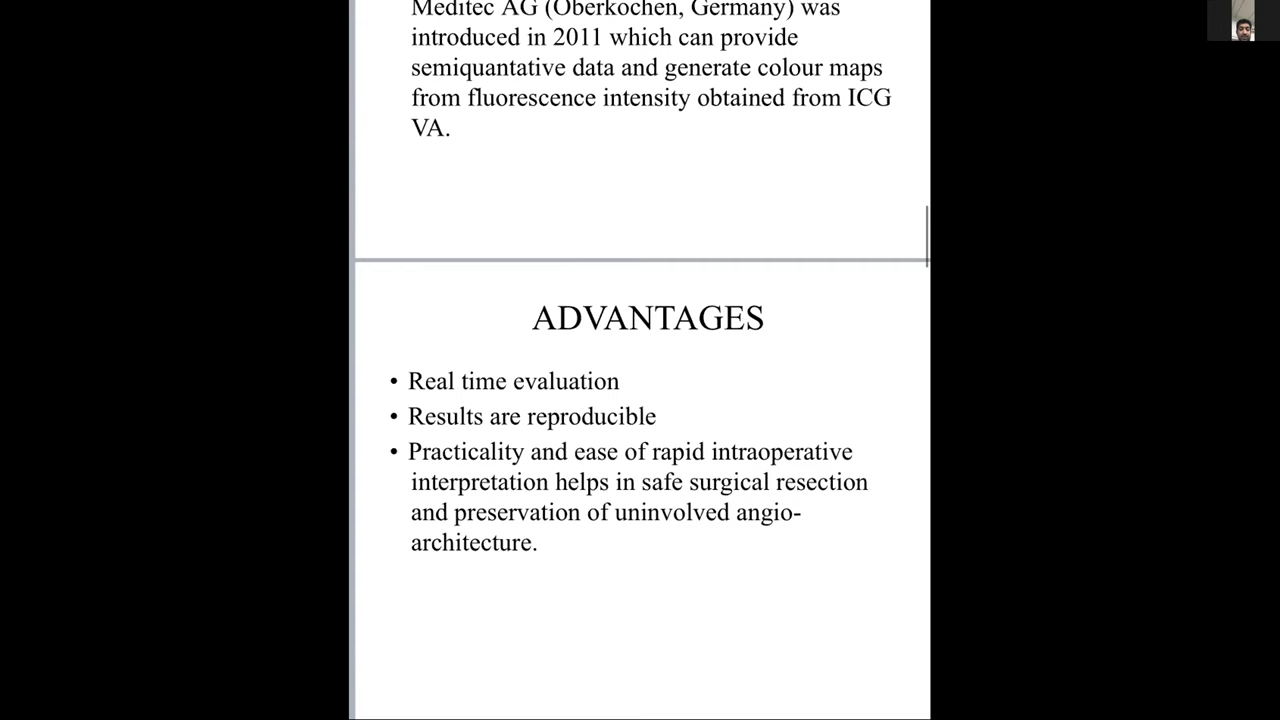 Meditec AG (Oberkochen, Germany) was
introduced in 2011 which can provide
semiquantative data and generate colour maps
from fluorescence intensity obtained from ICG
VA.
ADVANTAGES
• Real time evaluation
• Results are reproducible
• Practicality and ease of rapid intraoperative
interpretation helps in safe surgical resection
and preservation of uninvolved angio-
architecture.